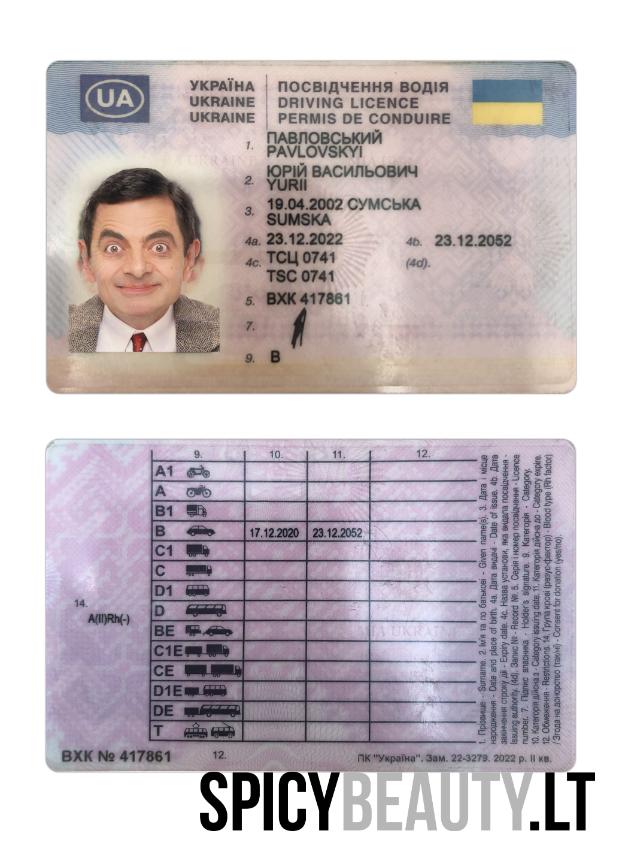 UA
УКРАЇНА
UKRAINE
UKRAINE
ПОСВІДЧЕННЯ ВОДІЯ
DRIVING LICENCE
PERMIS DE CONDUIRE
1. ПАВЛОВСЬКИЙ
PAVLOVSKYI
2. ЮРІЙ ВАСИЛЬОВИЧ
YURII
3. 19.04.2002 СУМСЬКА
SUMSKA
4a. 23.12.2022 4b. 23.12.2052
4c. ТСЦ 0741 (4d).
TSC 0741
5. ВХК 417861
7.
9. B
9. 10. 11. 12.
A1
A
B1
B 17.12.2020 23.12.2052
C1
C
D1
D
BE
C1E
CE
D1E
DE
T
14.
A(II)Rh(-)
1. Прізвище - Surname. 2. Ім'я та по батькові - Given name(s). 3. Дата і місце
народження - Date and place of birth. 4a. Дата видачі - Date of issue. 4b. Дата
закінчення строку дії - Expiry date. 4c. Назва установи, яка видала посвідчення -
Issuing authority. (4d). Запис № - Record № 5. Серія і номер посвідчення - Licence
number. 7. Підпис власника - Holder's signature. 9. Категорія - Category.
10. Категорія дійсна з - Category issuing date. 11. Категорія дійсна до - Category expire.
12. Обмеження - Restrictions. 14. Група крові (резус-фактор) - Blood type (Rh factor)
/ Згода на донорство (так/ні) - Consent for donation (yes/no).
ВХК № 417861
12.
ПК "Україна". Зам. 22-3279. 2022 р. II кв.
SPICYBEAUTY.LT